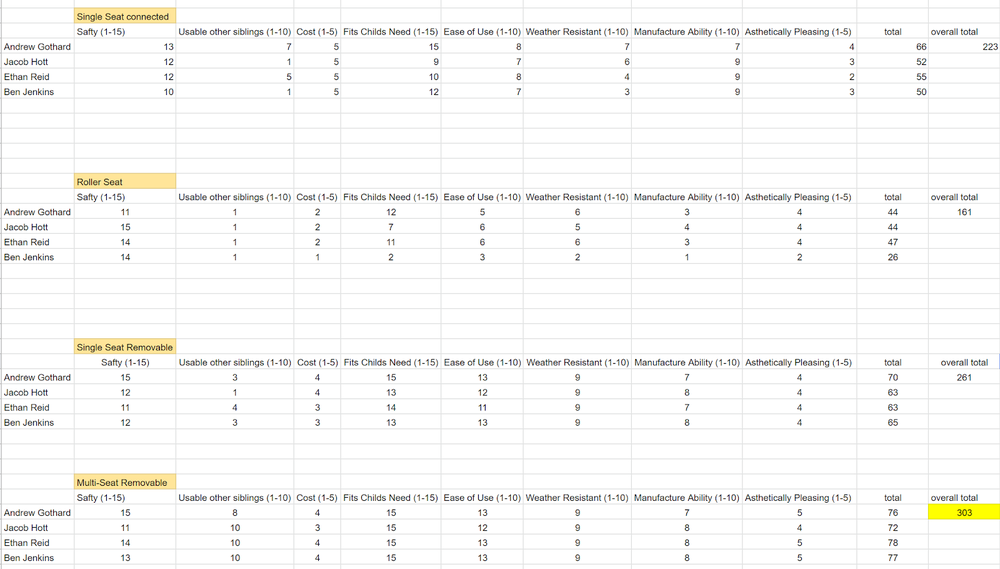 Single Seat connected
Safty (1-15) Usable other siblings (1-10) Cost (1-5) Fits Childs Need (1-15) Ease of Use (1-10) Weather Resistant (1-10) Manufacture Ability (1-10) Asthetically Pleasing (1-5) total overall total
Andrew Gothard 13 7 5 15 8 7 7 4 66 223
Jacob Hott 12 1 5 9 7 6 9 3 52
Ethan Reid 12 5 5 10 8 4 9 2 55
Ben Jenkins 10 1 5 12 7 3 9 3 50
Roller Seat
Safty (1-15) Usable other siblings (1-10) Cost (1-5) Fits Childs Need (1-15) Ease of Use (1-10) Weather Resistant (1-10) Manufacture Ability (1-10) Asthetically Pleasing (1-5) total overall total
Andrew Gothard 11 1 2 12 5 6 3 4 44 161
Jacob Hott 15 1 2 7 6 5 4 4 44
Ethan Reid 14 1 2 11 6 6 3 4 47
Ben Jenkins 14 1 1 2 3 2 1 2 26
Single Seat Removable
Safty (1-15) Usable other siblings (1-10) Cost (1-5) Fits Childs Need (1-15) Ease of Use (1-10) Weather Resistant (1-10) Manufacture Ability (1-10) Asthetically Pleasing (1-5) total overall total
Andrew Gothard 15 3 4 15 13 9 7 4 70 261
Jacob Hott 12 1 4 13 12 9 8 4 63
Ethan Reid 11 4 3 14 11 9 7 4 63
Ben Jenkins 12 3 3 13 13 9 8 4 65
Multi-Seat Removable
Safty (1-15) Usable other siblings (1-10) Cost (1-5) Fits Childs Need (1-15) Ease of Use (1-10) Weather Resistant (1-10) Manufacture Ability (1-10) Asthetically Pleasing (1-5) total overall total
Andrew Gothard 15 8 4 15 13 9 7 5 76 303
Jacob Hott 11 10 3 15 12 9 8 4 72
Ethan Reid 14 10 4 15 13 9 8 5 78
Ben Jenkins 13 10 4 15 13 9 8 5 77